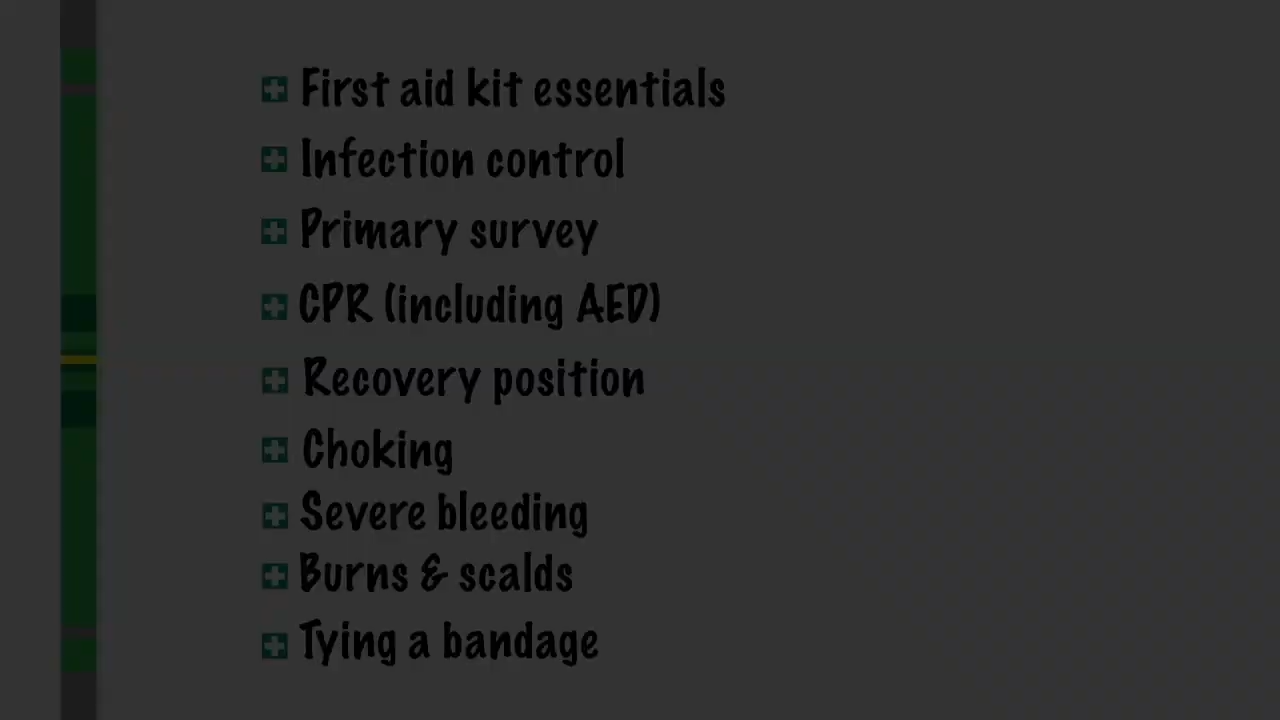 First aid kit essentials
Infection control
Primary survey
CPR (including AED)
Recovery position
Choking
Severe bleeding
Burns & scalds
Tying a bandage